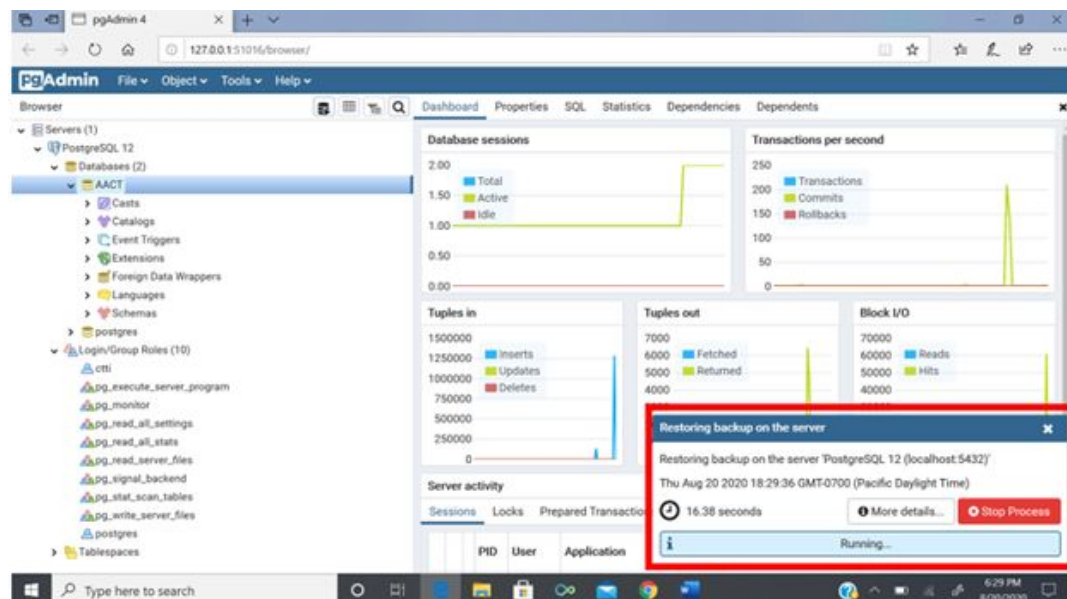 pgAdmin 4
127.0.0.1:51016/browser/
pgAdmin File Object Tools Help
Browser
Dashboard Properties SQL Statistics Dependencies Dependents
Servers (1)
PostgreSQL 12
Databases (2)
AACT
Casts
Catalogs
Event Triggers
Extensions
Foreign Data Wrappers
Languages
Schemas
postgres
Login/Group Roles (10)
ctti
pg_execute_server_program
pg_monitor
pg_read_all_settings
pg_read_all_stats
pg_read_server_files
pg_signal_backend
pg_stat_scan_tables
pg_write_server_files
postgres
Tablespaces
Database sessions
2.00
1.50
1.00
0.50
0.00
Total
Active
Idle
Transactions per second
250
200
150
100
50
0
Transactions
Commits
Rollbacks
Tuples in
1500000
1250000
1000000
750000
500000
250000
0
Inserts
Updates
Deletes
Tuples out
7000
6000
5000
4000
Fetched
Returned
Block I/O
70000
60000
50000
40000
Reads
Hits
Server activity
Sessions Locks Prepared Transaction
PID User Application
Restoring backup on the server
Restoring backup on the server 'PostgreSQL 12 (localhost:5432)'
Thu Aug 20 2020 18:29:36 GMT-0700 (Pacific Daylight Time)
16.38 seconds More details... Stop Process
Running...
Type here to search
6:29 PM